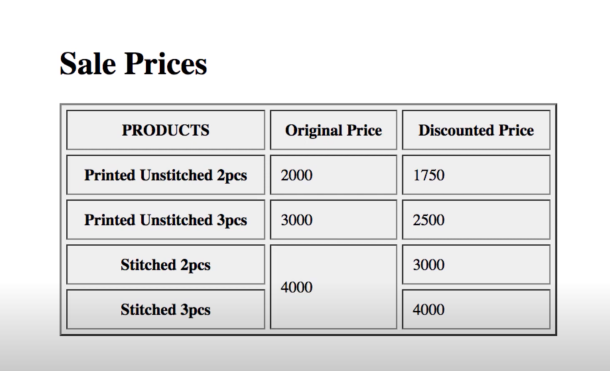 Sale Prices
PRODUCTS Original Price Discounted Price
Printed Unstitched 2pcs 2000 1750
Printed Unstitched 3pcs 3000 2500
Stitched 2pcs 4000 3000
Stitched 3pcs 4000